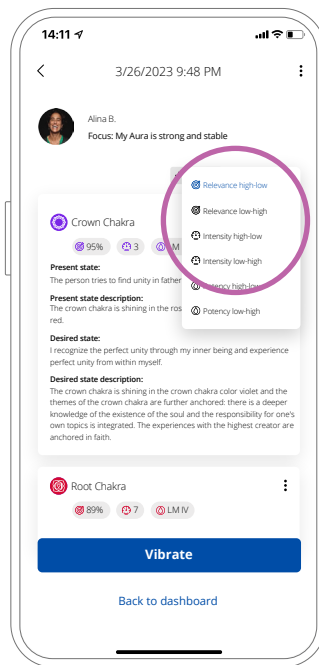 14:11
3/26/2023 9:48 PM
Alina B.
Focus: My Aura is strong and stable
Relevance high-low
Relevance low-high
Intensity high-low
Intensity low-high
Potency high-low
Potency low-high
Crown Chakra
95% 3 LM
Present state:
The person tries to find unity in father
Present state description:
The crown chakra is shining in the ros
red.
Desired state:
I recognize the perfect unity through my inner being and experience
perfect unity from within myself.
Desired state description:
The crown chakra is shining in the crown chakra color violet and the
themes of the crown chakra are further anchored: there is a deeper
knowledge of the existence of the soul and the responsibility for one's
own topics is integrated. The experiences with the highest creator are
anchored in faith.
Root Chakra
89% 7 LM IV
Vibrate
Back to dashboard